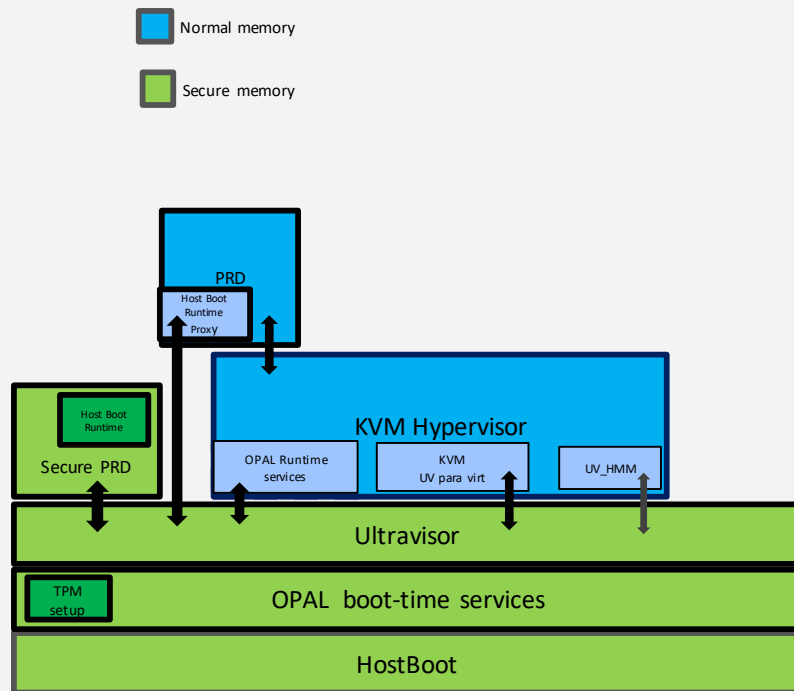 Normal memory
Secure memory
PRD
Host Boot
Runtime
Proxy
KVM Hypervisor
Host Boot
Runtime
Secure PRD
OPAL Runtime
services
KVM
UV para virt
UV_HMM
Ultravisor
TPM
setup
OPAL boot-time services
HostBoot